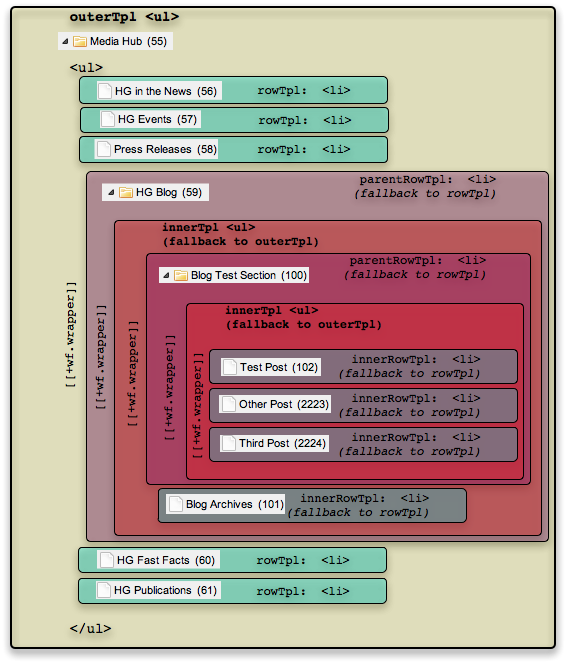 outerTpl <ul>
Media Hub (55)
<ul>
HG in the News (56) rowTpl: <li>
HG Events (57) rowTpl: <li>
Press Releases (58) rowTpl: <li>
parentRowTpl: <li>
HG Blog (59) (fallback to rowTpl)
innerTpl <ul>
(fallback to outerTpl)
parentRowTpl: <li>
Blog Test Section (100) (fallback to rowTpl)
innerTpl <ul>
(fallback to outerTpl)
[[+wf.wrapper]]
[[+wf.wrapper]]
[[+wf.wrapper]]
[[+wf.wrapper]]
[[+wf.wrapper]]
Test Post (102) innerRowTpl: <li>
(fallback to rowTpl)
Other Post (2223) innerRowTpl: <li>
(fallback to rowTpl)
Third Post (2224) innerRowTpl: <li>
(fallback to rowTpl)
Blog Archives (101) innerRowTpl: <li>
(fallback to rowTpl)
HG Fast Facts (60) rowTpl: <li>
HG Publications (61) rowTpl: <li>
</ul>